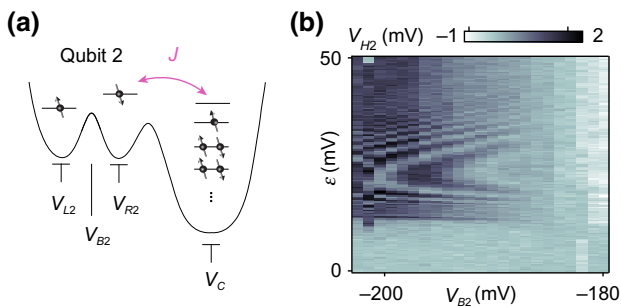 (a)
Qubit 2
J
V_L2
V_B2
V_R2
V_C
...
(b)
V_H2 (mV) –1 2
50
ε (mV)
0
–200 V_B2 (mV) –180